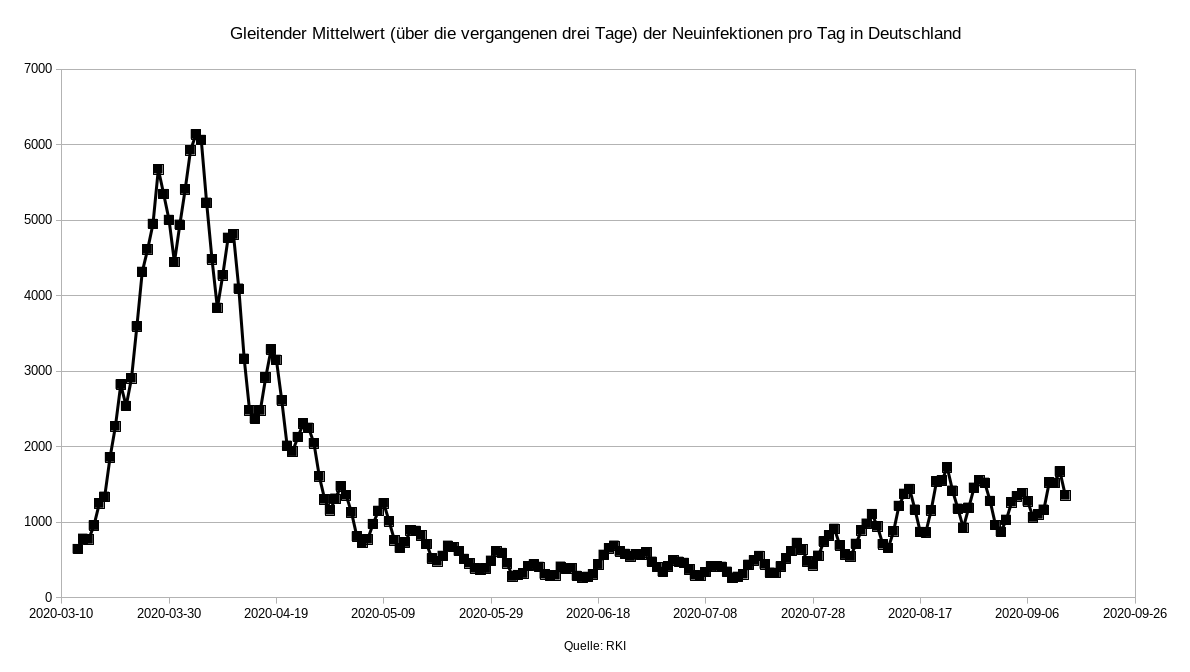 Gleitender Mittelwert (über die vergangenen drei Tage) der Neuinfektionen pro Tag in Deutschland
7000
6000
5000
4000
3000
2000
1000
0
2020-03-10 2020-03-30 2020-04-19 2020-05-09 2020-05-29 2020-06-18 2020-07-08 2020-07-28 2020-08-17 2020-09-06 2020-09-26
Quelle: RKI